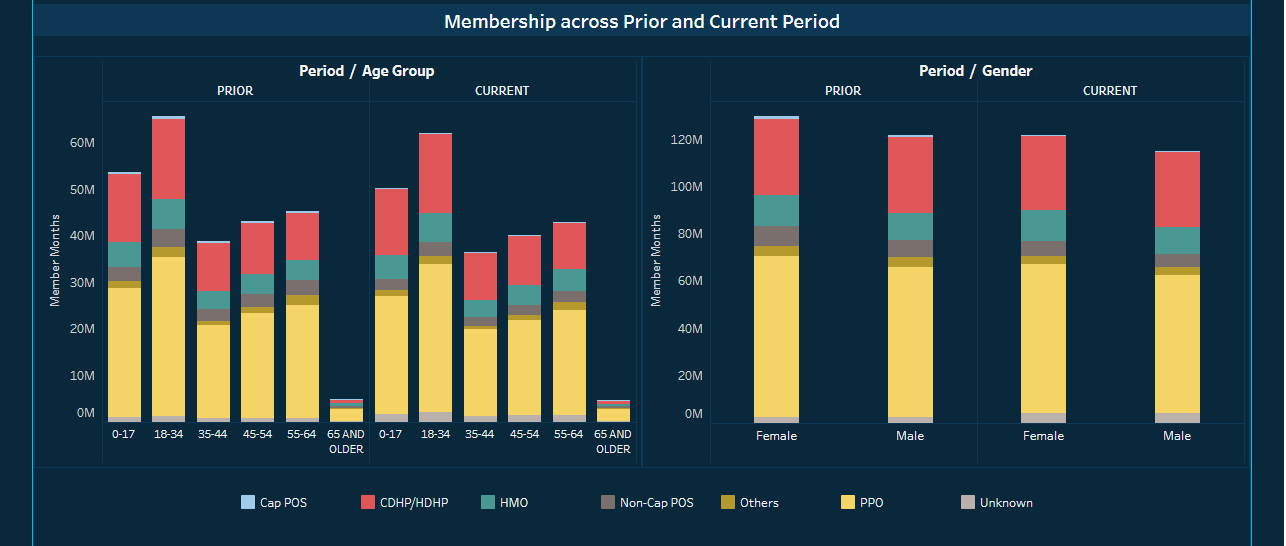 Membership across Prior and Current Period
Period / Age Group
PRIOR
CURRENT
Member Months
60M
50M
40M
30M
20M
10M
0M
0-17
18-34
35-44
45-54
55-64
65 AND
OLDER
0-17
18-34
35-44
45-54
55-64
65 AND
OLDER
Period / Gender
PRIOR
CURRENT
Member Months
120M
100M
80M
60M
40M
20M
0M
Female
Male
Female
Male
Cap POS
CDHP/HDHP
HMO
Non-Cap POS
Others
PPO
Unknown